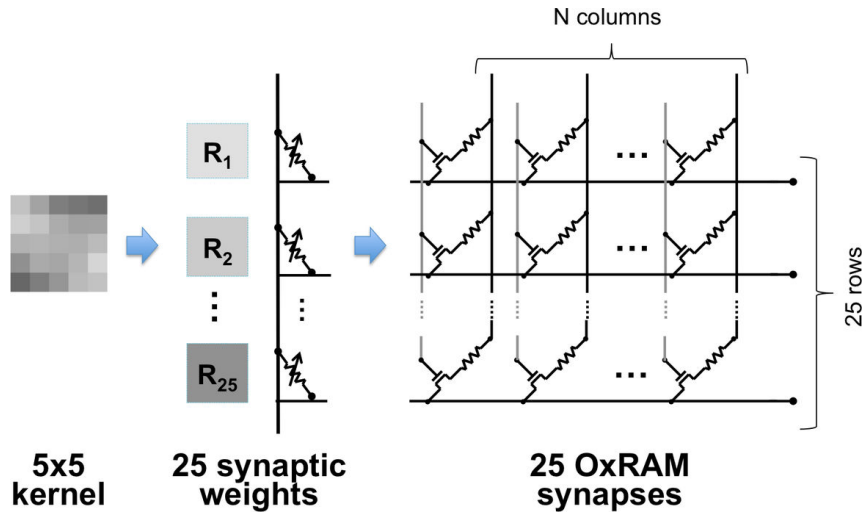 N columns
R1
R2
R25
25 rows
5x5
kernel
25 synaptic
weights
25 OxRAM
synapses